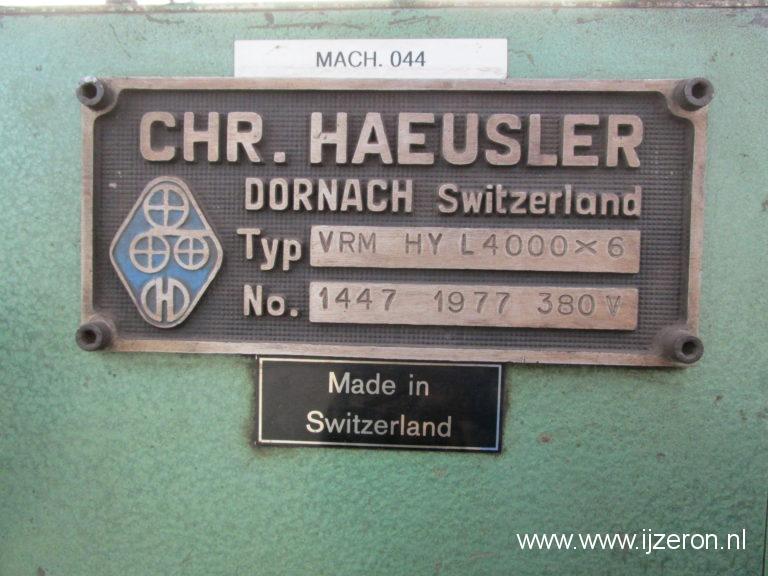 MACH. 044
CHR. HAEUSLER
DORNACH Switzerland
Typ VRM HY L4000×6
No. 1447 1977 380 V
Made in
Switzerland
www.www.ijzeron.nl